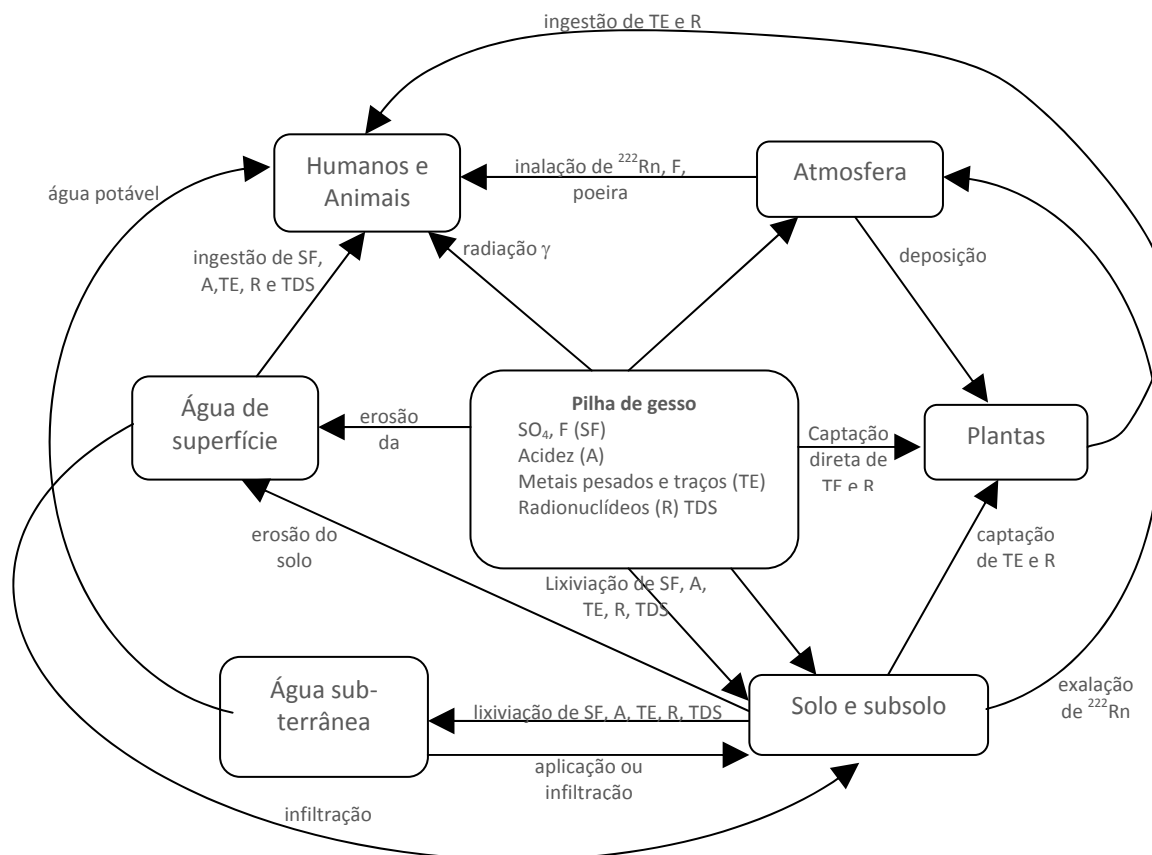 ingestão de TE e R
Humanos e
Animais
inalação de ²²²Rn, F,
poeira
Atmosfera
água potável
radiação γ
ingestão de SF,
A,TE, R e TDS
deposição
Água de
superfície
erosão
da
Pilha de gesso
SO₄, F (SF)
Acidez (A)
Metais pesados e traços (TE)
Radionuclídeos (R) TDS
Captação
direta de
TE e R
Plantas
erosão do
solo
captação
de TE e R
Lixiviação de SF, A,
TE, R, TDS
Água sub-
terrânea
lixiviação de SF, A, TE, R, TDS
Solo e subsolo
exalação
de ²²²Rn
aplicação ou
infiltração
infiltração